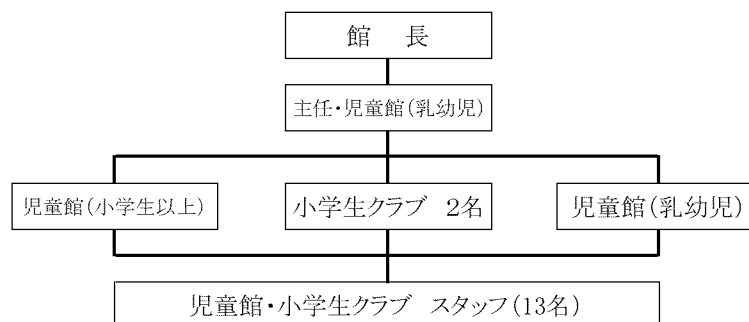 館　長
主任・児童館(乳幼児)
児童館(小学生以上)
小学生クラブ　2名
児童館(乳幼児)
児童館・小学生クラブ　スタッフ(13名)